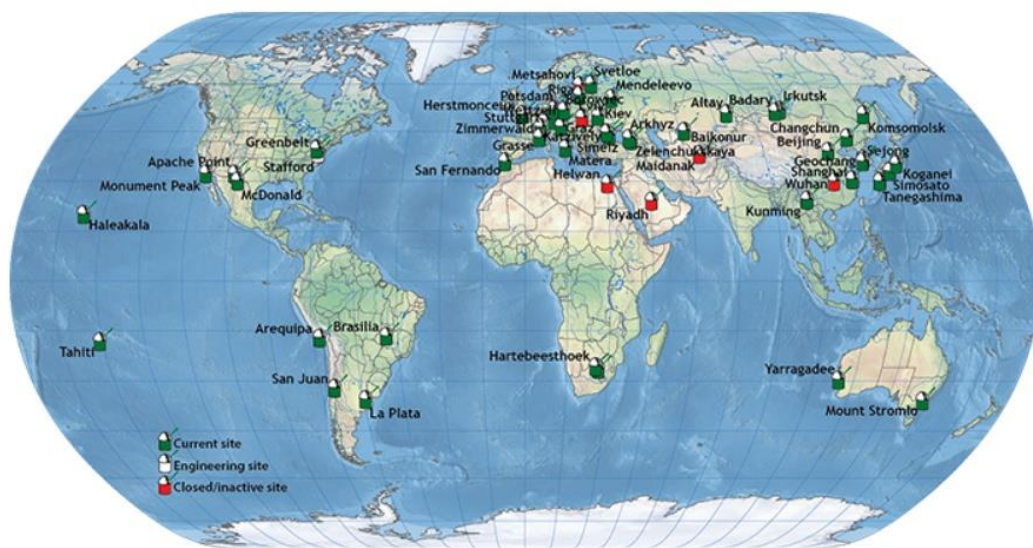 Metsahovi
Svetloe
Riga
Mendeleevo
Potsdam
Borowiec
Herstmonceux
Altay
Badary
Irkutsk
Kiev
Zimmerwald
Graz
Arkhyz
Changchun
Komsomolsk
Greenbelt
Katzively
Baikonur
Beijing
Grasse
Simeiz
Zelenchukskaya
Geochang
Sejong
Apache Point
Stafford
San Fernando
Matera
Maidanak
Shanghai
Koganei
Monument Peak
McDonald
Helwan
Wuhan
Simosato
Tanegashima
Haleakala
Riyadh
Kunming
Arequipa
Brasilia
Tahiti
Hartebeesthoek
Yarragadee
San Juan
La Plata
Mount Stromlo
Current site
Engineering site
Closed/inactive site